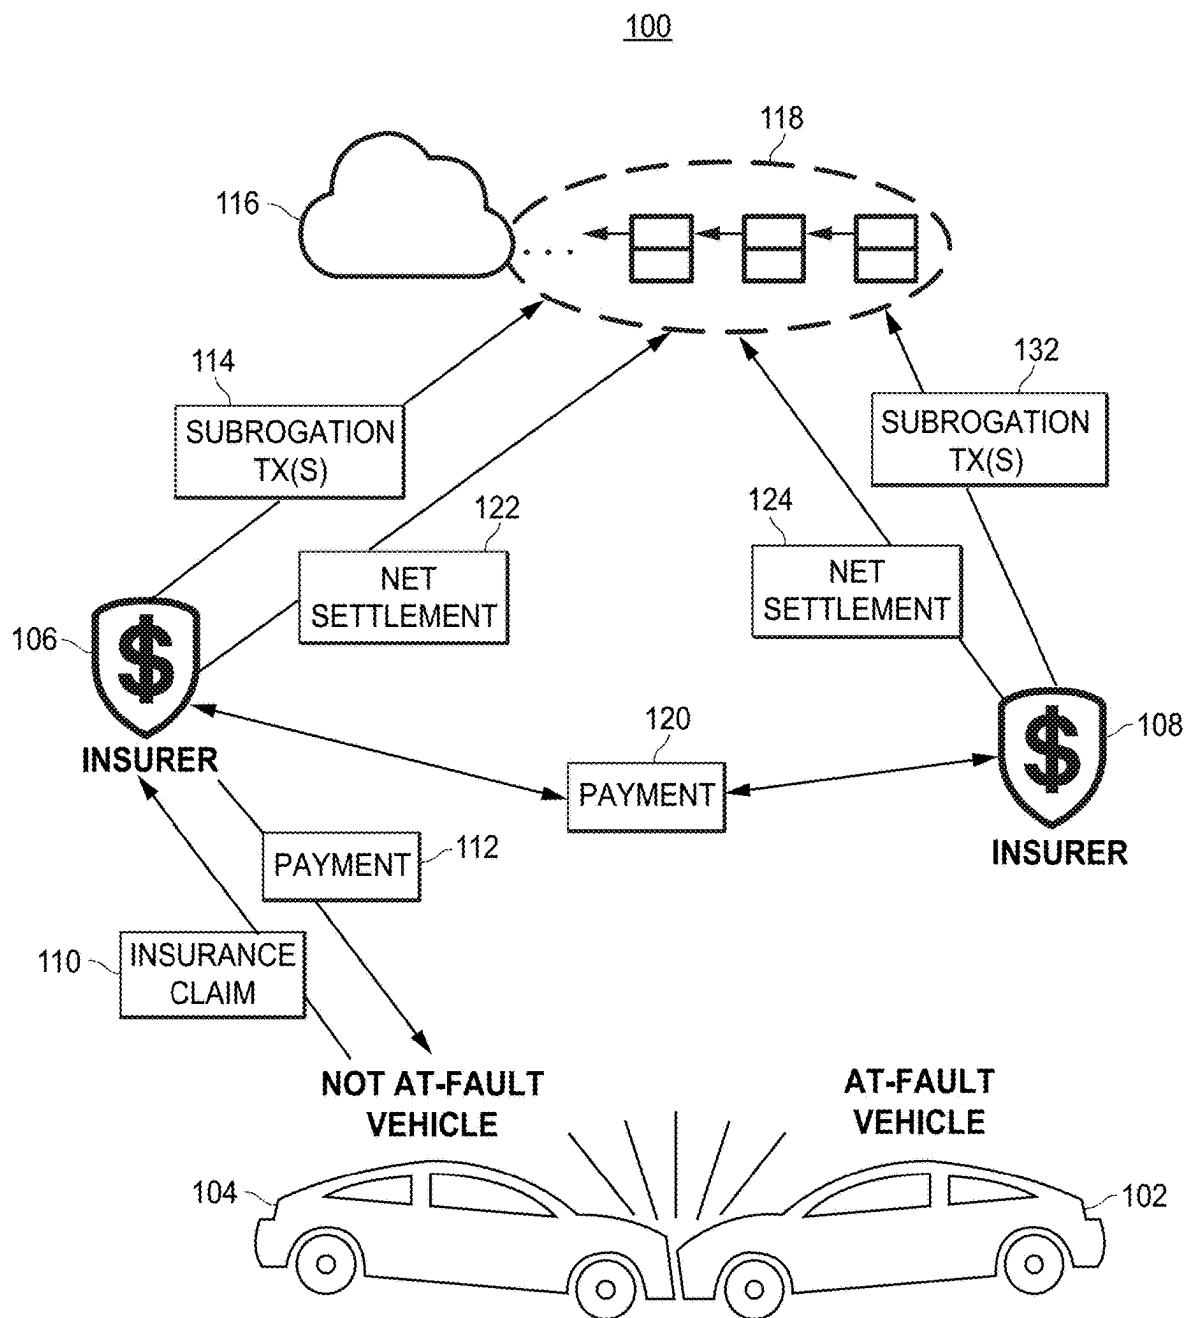 100
118
116
114
SUBROGATION
TX(S)
132
SUBROGATION
TX(S)
122
NET
SETTLEMENT
124
NET
SETTLEMENT
106
$
INSURER
120
PAYMENT
108
$
INSURER
PAYMENT
112
110
INSURANCE
CLAIM
NOT AT-FAULT
VEHICLE
AT-FAULT
VEHICLE
104
102